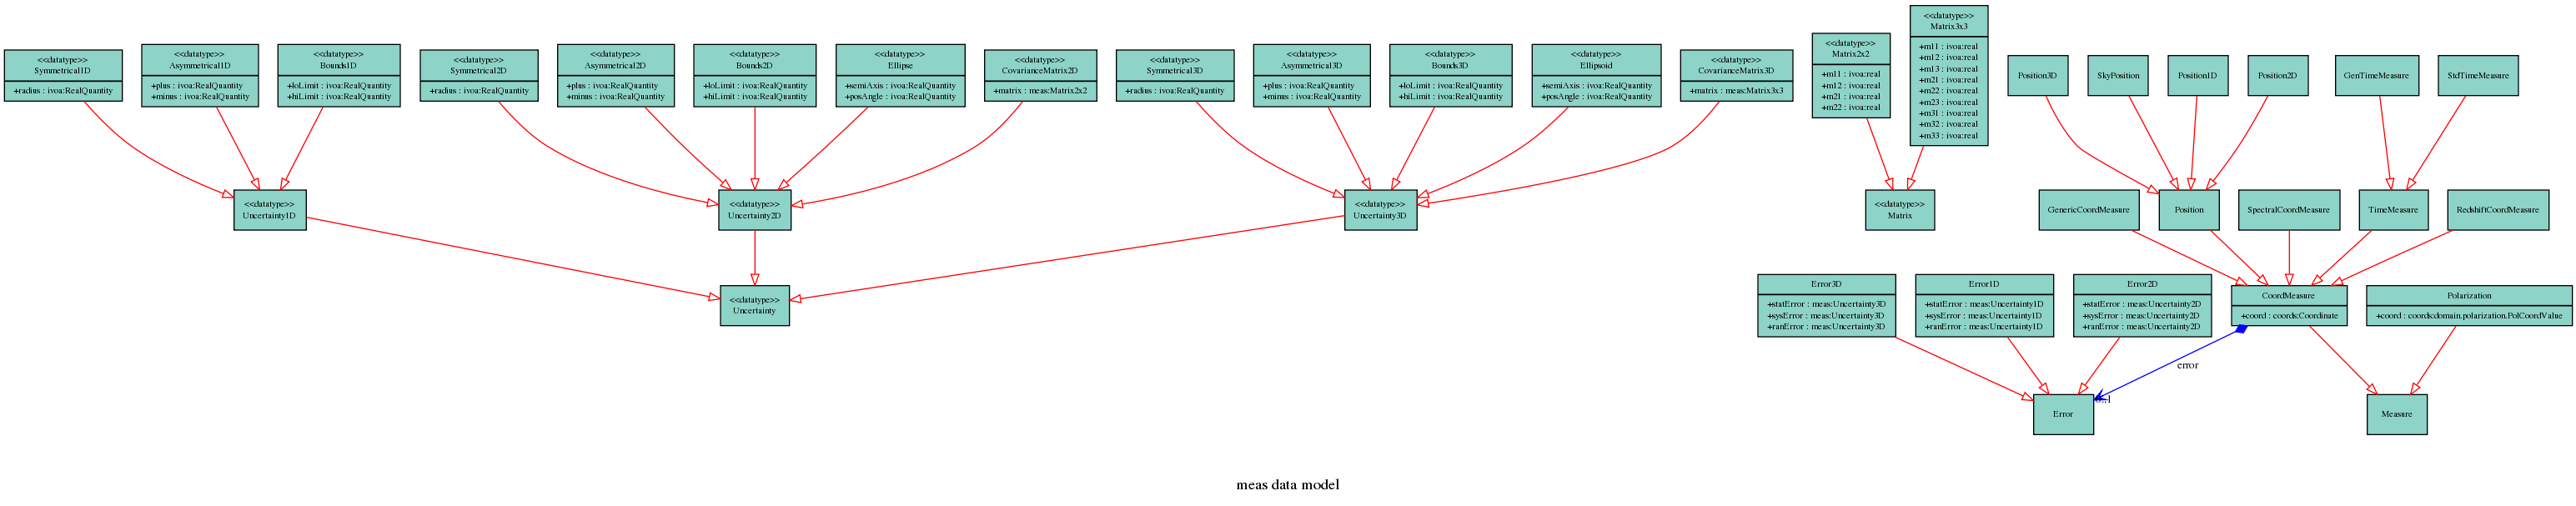 <<datatype>>
Symmetrical1D
+radius : ivoa:RealQuantity
<<datatype>>
Asymmetrical1D
+plus : ivoa:RealQuantity
+minus : ivoa:RealQuantity
<<datatype>>
Bounds1D
+loLimit : ivoa:RealQuantity
+hiLimit : ivoa:RealQuantity
<<datatype>>
Symmetrical2D
+radius : ivoa:RealQuantity
<<datatype>>
Asymmetrical2D
+plus : ivoa:RealQuantity
+minus : ivoa:RealQuantity
<<datatype>>
Bounds2D
+loLimit : ivoa:RealQuantity
+hiLimit : ivoa:RealQuantity
<<datatype>>
Ellipse
+semiAxis : ivoa:RealQuantity
+posAngle : ivoa:RealQuantity
<<datatype>>
CovarianceMatrix2D
+matrix : meas:Matrix2x2
<<datatype>>
Symmetrical3D
+radius : ivoa:RealQuantity
<<datatype>>
Asymmetrical3D
+plus : ivoa:RealQuantity
+minus : ivoa:RealQuantity
<<datatype>>
Bounds3D
+loLimit : ivoa:RealQuantity
+hiLimit : ivoa:RealQuantity
<<datatype>>
Ellipsoid
+semiAxis : ivoa:RealQuantity
+posAngle : ivoa:RealQuantity
<<datatype>>
CovarianceMatrix3D
+matrix : meas:Matrix3x3
<<datatype>>
Matrix2x2
+m11 : ivoa:real
+m12 : ivoa:real
+m21 : ivoa:real
+m22 : ivoa:real
<<datatype>>
Matrix3x3
+m11 : ivoa:real
+m12 : ivoa:real
+m13 : ivoa:real
+m21 : ivoa:real
+m22 : ivoa:real
+m23 : ivoa:real
+m31 : ivoa:real
+m32 : ivoa:real
+m33 : ivoa:real
Position3D
SkyPosition
Position1D
Position2D
GenTimeMeasure
StdTimeMeasure
<<datatype>>
Uncertainty1D
<<datatype>>
Uncertainty2D
<<datatype>>
Uncertainty3D
<<datatype>>
Matrix
GenericCoordMeasure
Position
SpectralCoordMeasure
TimeMeasure
RedshiftCoordMeasure
<<datatype>>
Uncertainty
Error3D
+statError : meas:Uncertainty3D
+sysError : meas:Uncertainty3D
+ranError : meas:Uncertainty3D
Error1D
+statError : meas:Uncertainty1D
+sysError : meas:Uncertainty1D
+ranError : meas:Uncertainty1D
Error2D
+statError : meas:Uncertainty2D
+sysError : meas:Uncertainty2D
+ranError : meas:Uncertainty2D
CoordMeasure
+coord : coords:Coordinate
Polarization
+coord : coords:domain.polarization.PolCoordValue
error
0..1
Error
Measure
meas data model